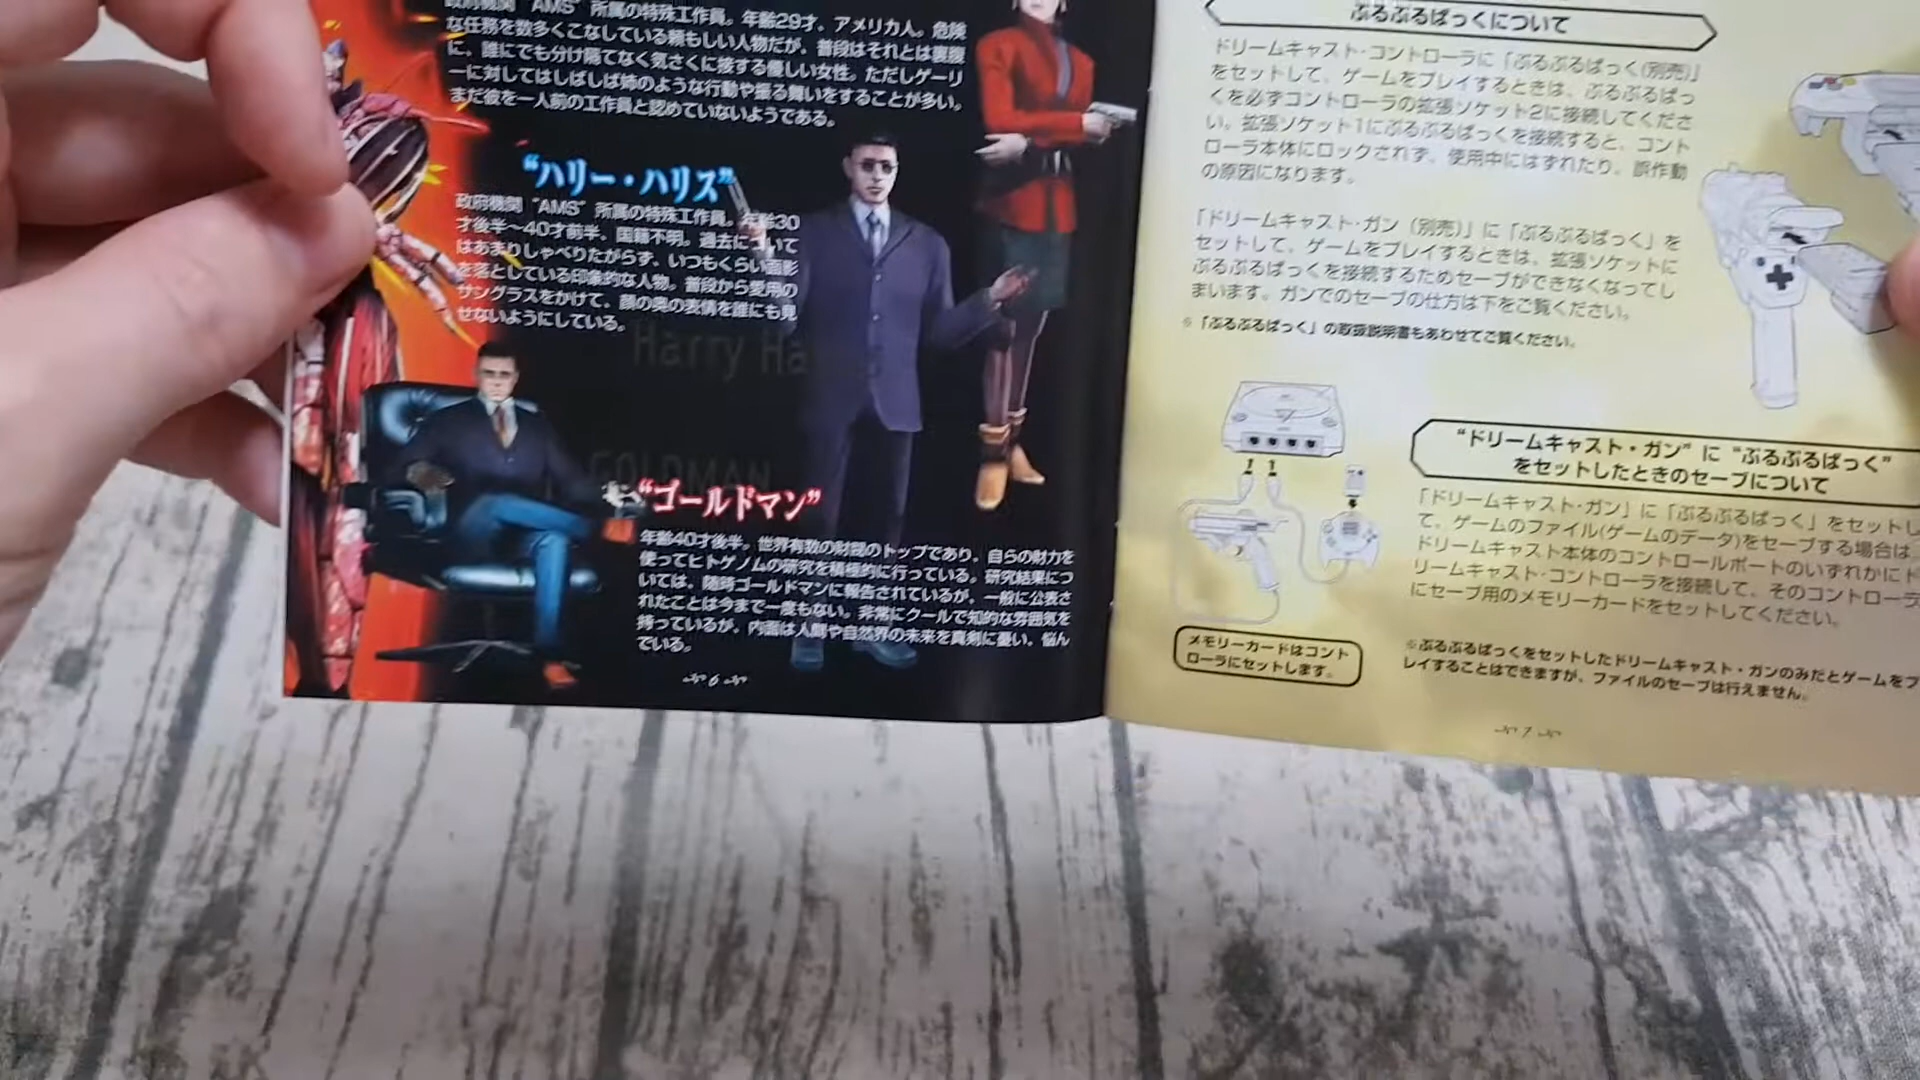 政府機関“AMS”所属の特殊工作員。年齢29才、アメリカ人。危険
な任務を数多くこなしている頼もしい人物だが、普段はそれとは裏腹
に、誰にでも分け隔てなく気さくに接する優しい女性。ただしゲーリ
ーに対してはしばしば姉のような行動や振る舞いをすることが多い。
まだ彼を一人前の工作員と認めていないようである。
“ハリー・ハリス”
政府機関“AMS”所属の特殊工作員。年齢30
才後半〜40才前半。国籍不明。過去について
はあまりしゃべりたがらず、いつもくらい面影
を落としている印象的な人物。普段から愛用の
サングラスをかけて、顔の奥の表情を誰にも見
せないようにしている。
Harry Ha
GOLDMAN
“ゴールドマン”
年齢40才後半。世界有数の財閥のトップであり、自らの財力を
使ってヒトゲノムの研究を積極的に行っている。研究結果につ
いては、随時ゴールドマンに報告されているが、一般に公表さ
れたことは今まで一度もない。非常にクールで知的な雰囲気を
持っているが、内面は人間や自然界の未来を真剣に憂い、悩ん
でいる。
6
ぷるぷるぱっくについて
ドリームキャスト・コントローラに「ぷるぷるぱっく(別売)」
をセットして、ゲームをプレイするときは、ぷるぷるぱっ
くを必ずコントローラの拡張ソケット2に接続してくださ
い。拡張ソケット1にぷるぷるぱっくを接続すると、コント
ローラ本体にロックされず、使用中にはずれたり、誤作動
の原因になります。
「ドリームキャスト・ガン（別売)」に「ぷるぷるぱっく」を
セットして、ゲームをプレイするときは、拡張ソケットに
ぷるぷるぱっくを接続するためセーブができなくなってし
まいます。ガンでのセーブの仕方は下をご覧ください。
※「ぷるぷるぱっく」の取扱説明書もあわせてご覧ください。
“ドリームキャスト・ガン”に“ぷるぷるぱっく”
をセットしたときのセーブについて
「ドリームキャスト・ガン」に「ぷるぷるぱっく」をセットし
て、ゲームのファイル(ゲームのデータ)をセーブする場合は、
ドリームキャスト本体のコントロールポートのいずれかにド
リームキャスト・コントローラを接続して、そのコントローラ
にセーブ用のメモリーカードをセットしてください。
メモリーカードはコント
ローラにセットします。
※ぷるぷるぱっくをセットしたドリームキャスト・ガンのみだとゲームをプ
レイすることはできますが、ファイルのセーブは行えません。
7